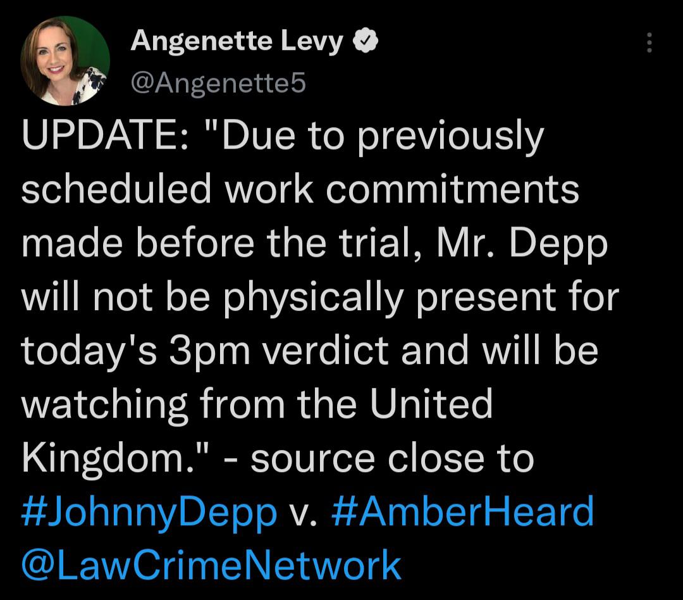 Angenette Levy
@Angenette5
UPDATE: "Due to previously
scheduled work commitments
made before the trial, Mr. Depp
will not be physically present for
today's 3pm verdict and will be
watching from the United
Kingdom." - source close to
#JohnnyDepp v. #AmberHeard
@LawCrimeNetwork